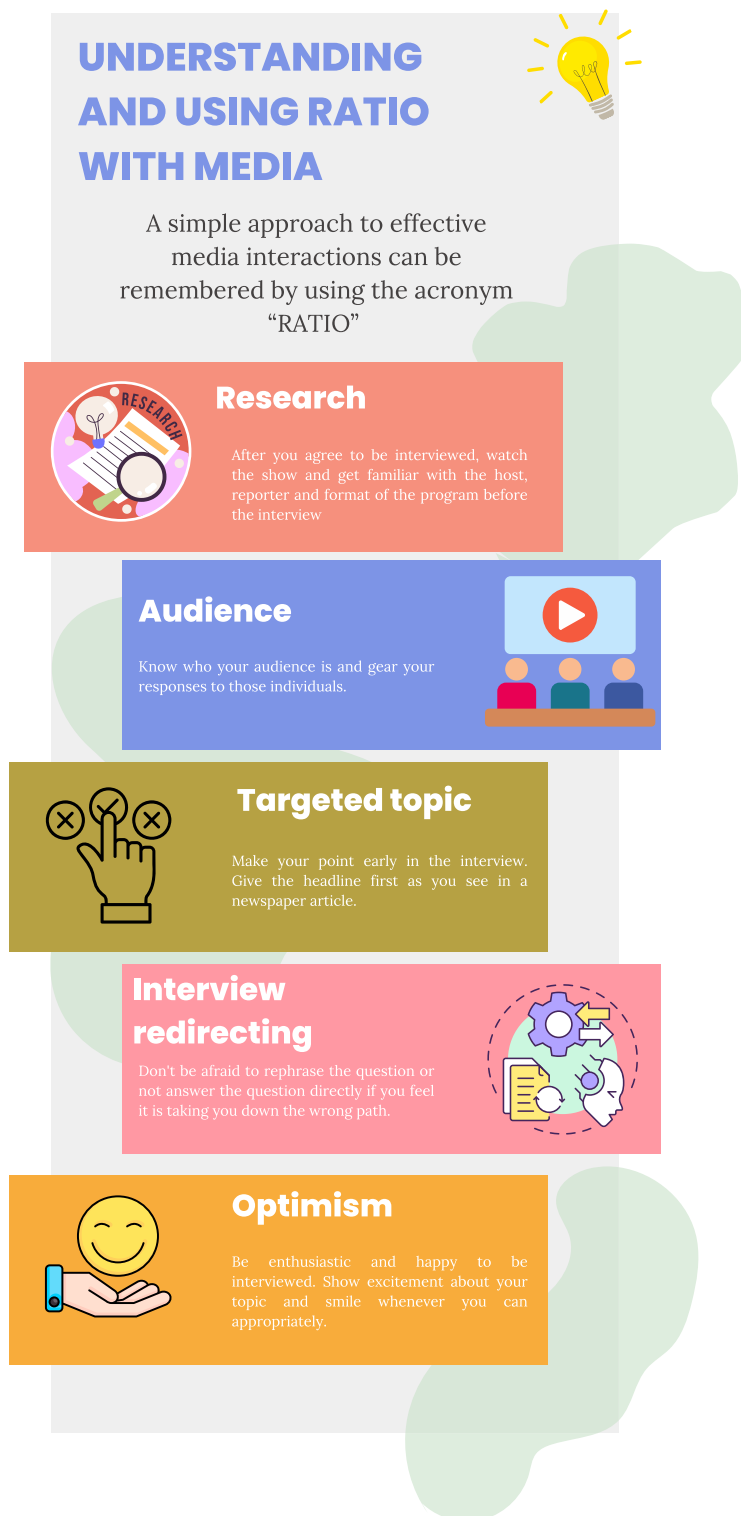 UNDERSTANDING
AND USING RATIO
WITH MEDIA
A simple approach to effective
media interactions can be
remembered by using the acronym
“RATIO”
RESEARCH
Research
After you agree to be interviewed, watch
the show and get familiar with the host,
reporter and format of the program before
the interview
Audience
Know who your audience is and gear your
responses to those individuals.
Targeted topic
Make your point early in the interview.
Give the headline first as you see in a
newspaper article.
Interview
redirecting
Don't be afraid to rephrase the question or
not answer the question directly if you feel
it is taking you down the wrong path.
Optimism
Be enthusiastic and happy to be
interviewed. Show excitement about your
topic and smile whenever you can
appropriately.